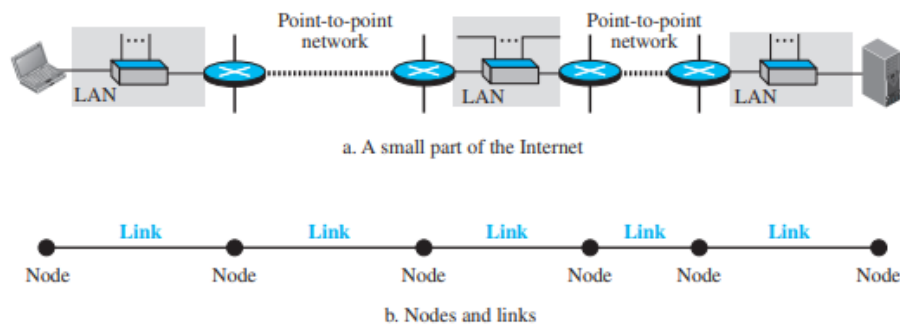 Point-to-point
network
Point-to-point
network
LAN
LAN
LAN
a. A small part of the Internet
Link
Link
Link
Link
Link
Node
Node
Node
Node
Node
Node
b. Nodes and links